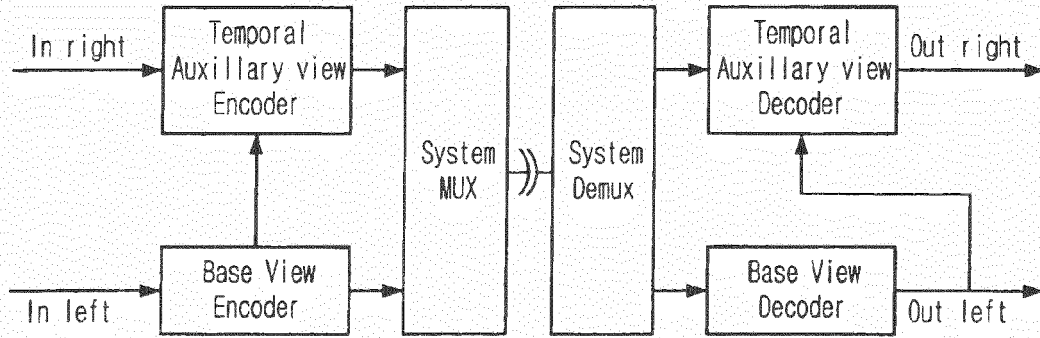 In right
Temporal
Auxillary view
Encoder
System
MUX
System
Demux
Temporal
Auxillary view
Decoder
Out right
In left
Base View
Encoder
Base View
Decoder
Out left